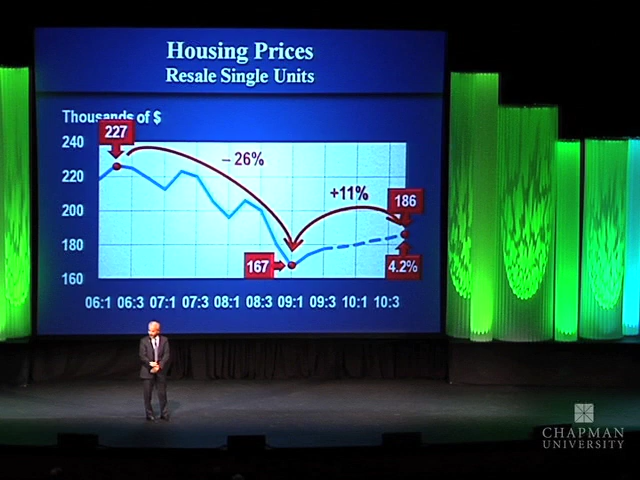 Housing Prices
Resale Single Units
Thousands of $
227
240
– 26%
220
+11%
186
200
180
167
4.2%
160
06:1 06:3 07:1 07:3 08:1 08:3 09:1 09:3 10:1 10:3
CHAPMAN
UNIVERSITY